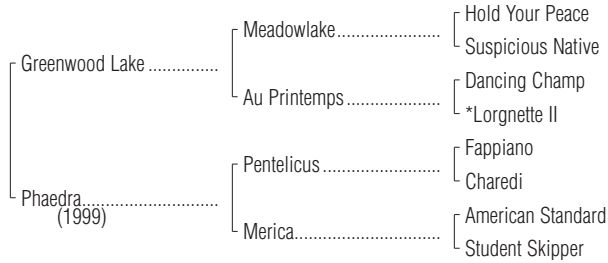 Hold Your Peace
Meadowlake
Suspicious Native
Greenwood Lake
Dancing Champ
Au Printemps
*Lorgnette II
Fappiano
Pentelicus
Charedi
Phaedra
(1999)
American Standard
Merica
Student Skipper